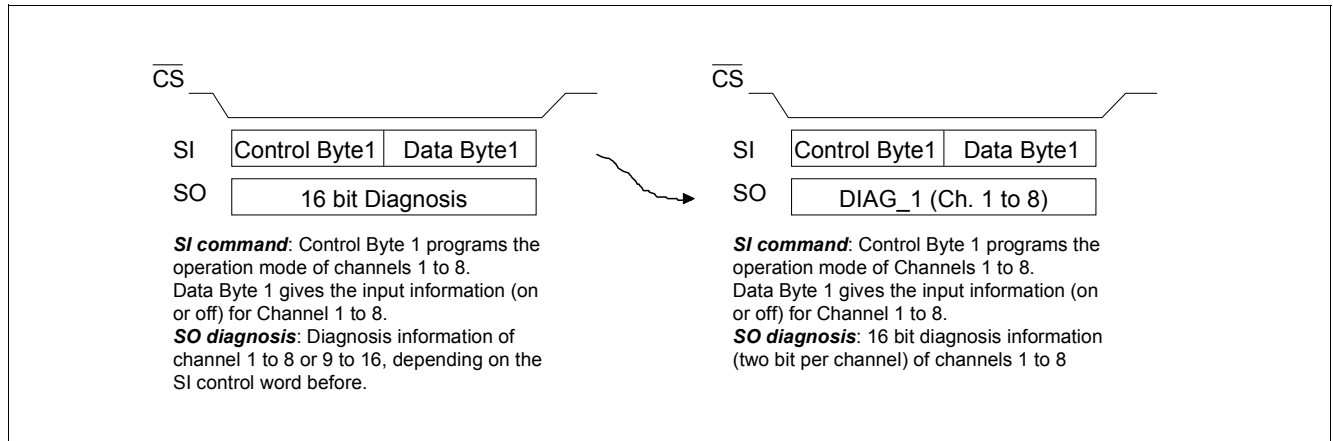 CS
SI Control Byte1 Data Byte1
SO 16 bit Diagnosis
SI command: Control Byte 1 programs the
operation mode of channels 1 to 8.
Data Byte 1 gives the input information (on
or off) for Channel 1 to 8.
SO diagnosis: Diagnosis information of
channel 1 to 8 or 9 to 16, depending on the
SI control word before.
CS
SI Control Byte1 Data Byte1
SO DIAG_1 (Ch. 1 to 8)
SI command: Control Byte 1 programs the
operation mode of Channels 1 to 8.
Data Byte 1 gives the input information (on
or off) for Channel 1 to 8.
SO diagnosis: 16 bit diagnosis information
(two bit per channel) of channels 1 to 8